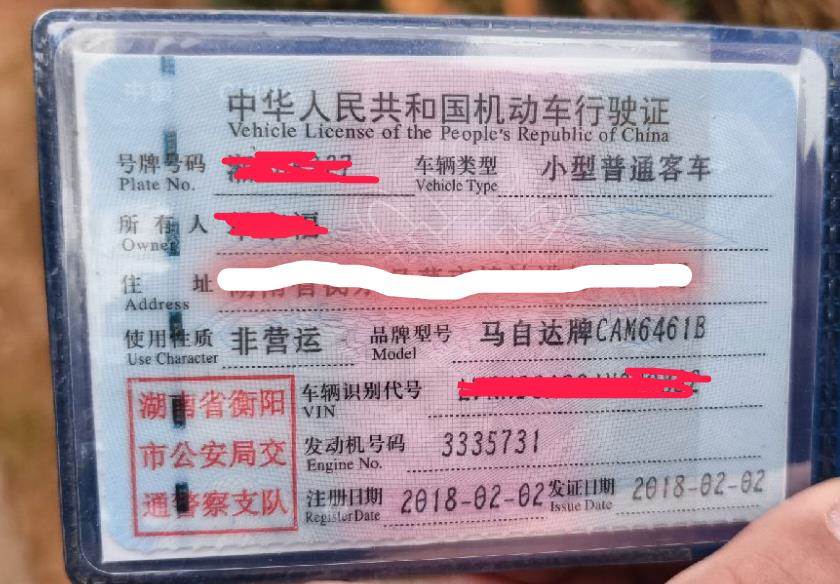 中华人民共和国机动车行驶证
Vehicle License of the People's Republic of China
号牌号码 车辆类型 小型普通客车
Plate No. Vehicle Type
所有人 福
Owner
住址
Address
使用性质 非营运 品牌型号 马自达牌CAM6461B
Use Character Model
湖南省衡阳
市公安局交
通警察支队
车辆识别代号
VIN
发动机号码 3335731
Engine No.
注册日期 2018-02-02 发证日期 2018-02-02
Register Date Issue Date